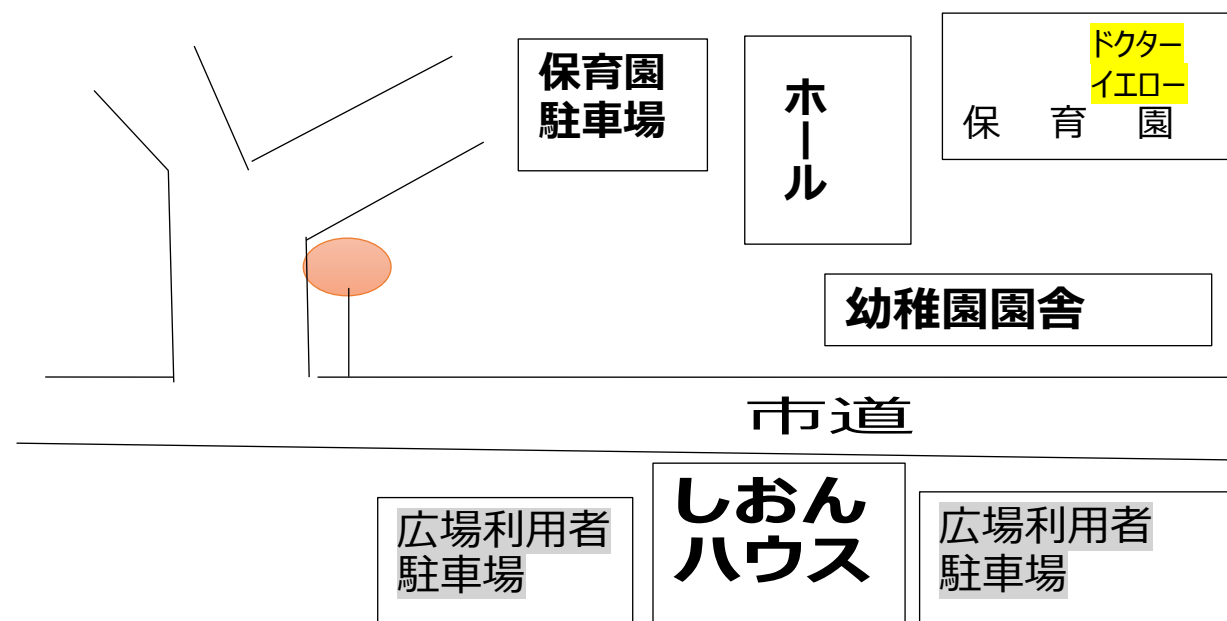 保育園
駐車場
ホール
ドクター
イエロー
保 育 園
幼稚園園舎
市道
広場利用者
駐車場
しおん
ハウス
広場利用者
駐車場